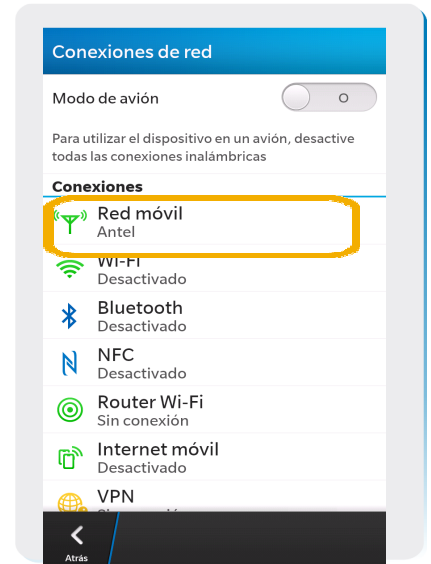 Conexiones de red
Modo de avión
O
Para utilizar el dispositivo en un avión, desactive
todas las conexiones inalámbricas
Conexiones
Red móvil
Antel
Wi-Fi
Desactivado
Bluetooth
Desactivado
NFC
Desactivado
Router Wi-Fi
Sin conexión
Internet móvil
Desactivado
VPN
Atrás